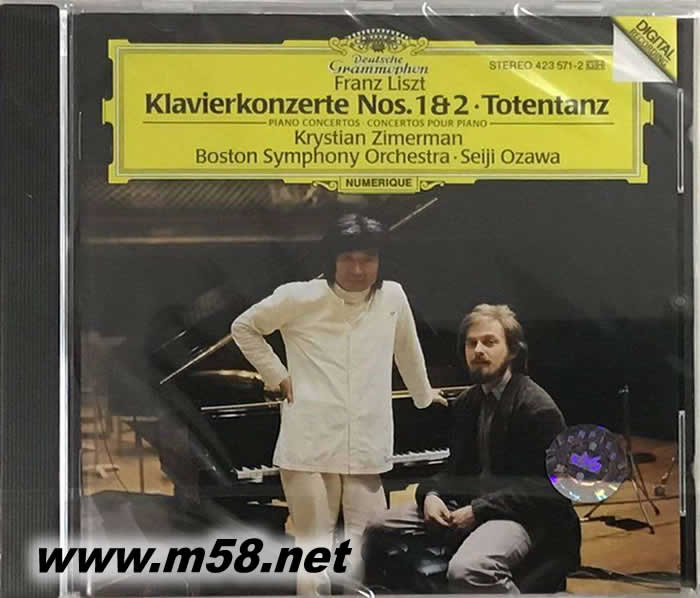 Deutsche
Grammophon
STEREO 423 571-2
DIGITAL
RECORDING
Franz Liszt
Klavierkonzerte Nos. 1 & 2 · Totentanz
PIANO CONCERTOS · CONCERTOS POUR PIANO
Krystian Zimerman
Boston Symphony Orchestra · Seiji Ozawa
NUMERIQUE
www.m58.net